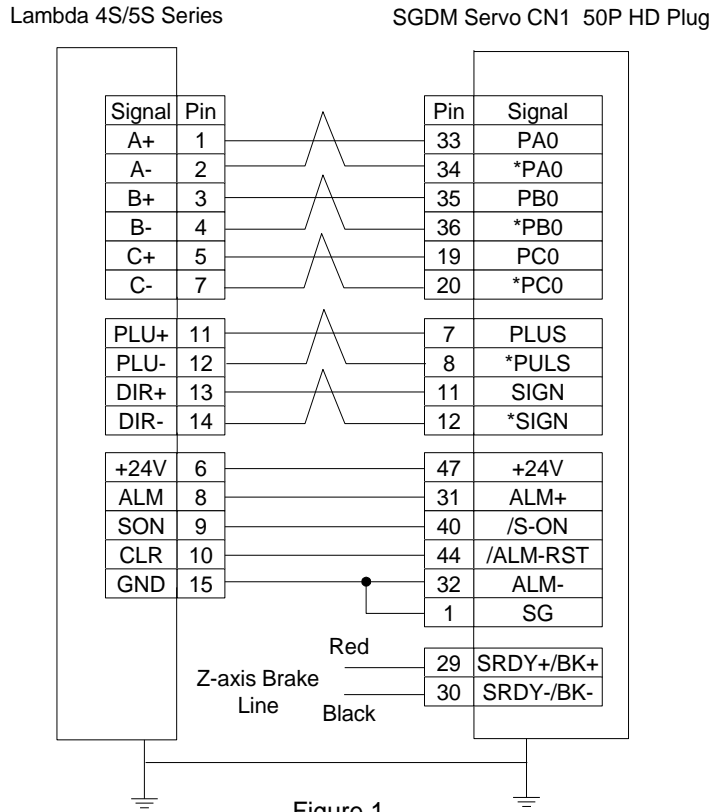 Lambda 4S/5S Series SGDM Servo CN1 50P HD Plug
Signal Pin Pin Signal
A+ 1 33 PA0
A- 2 34 *PA0
B+ 3 35 PB0
B- 4 36 *PB0
C+ 5 19 PC0
C- 7 20 *PC0
PLU+ 11 7 PLUS
PLU- 12 8 *PULS
DIR+ 13 11 SIGN
DIR- 14 12 *SIGN
+24V 6 47 +24V
ALM 8 31 ALM+
SON 9 40 /S-ON
CLR 10 44 /ALM-RST
GND 15 32 ALM-
1 SG
Red
Z-axis Brake 29 SRDY+/BK+
Line 30 SRDY-/BK-
Black
Figure 1